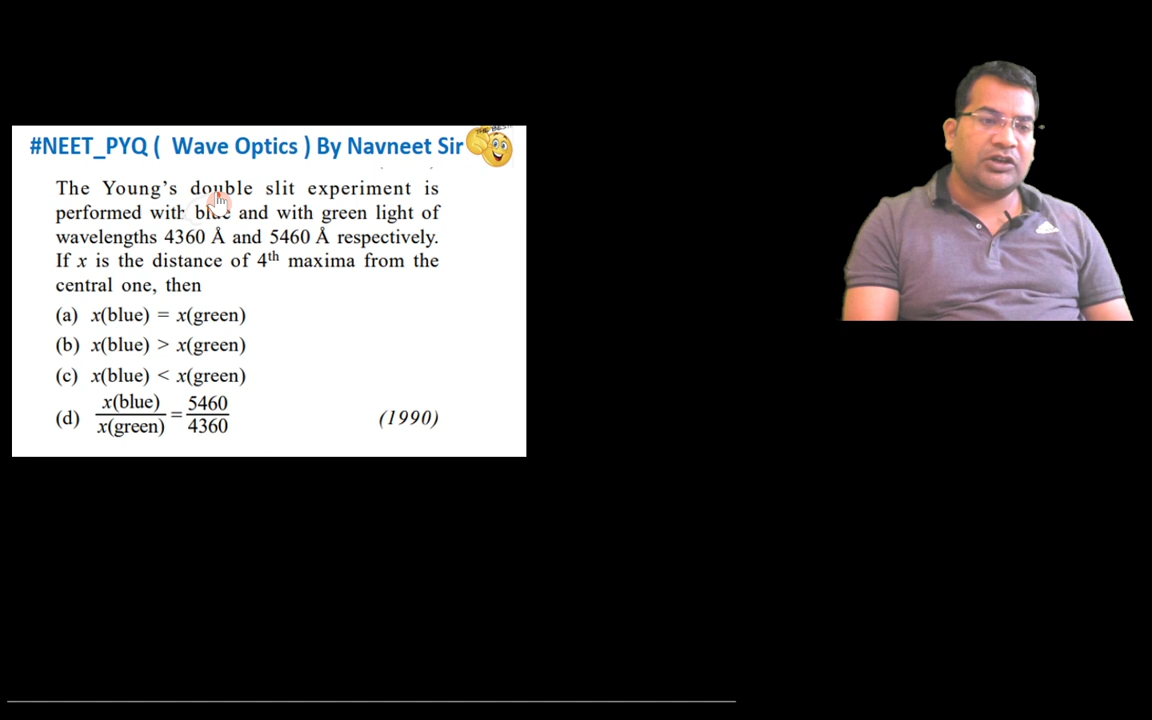 #NEET_PYQ ( Wave Optics ) By Navneet Sir
The Young's double slit experiment is
performed with blue and with green light of
wavelengths 4360 Å and 5460 Å respectively.
If x is the distance of 4th maxima from the
central one, then
(a) x(blue) = x(green)
(b) x(blue) > x(green)
(c) x(blue) < x(green)
(d) x(blue)/x(green) = 5460/4360 (1990)